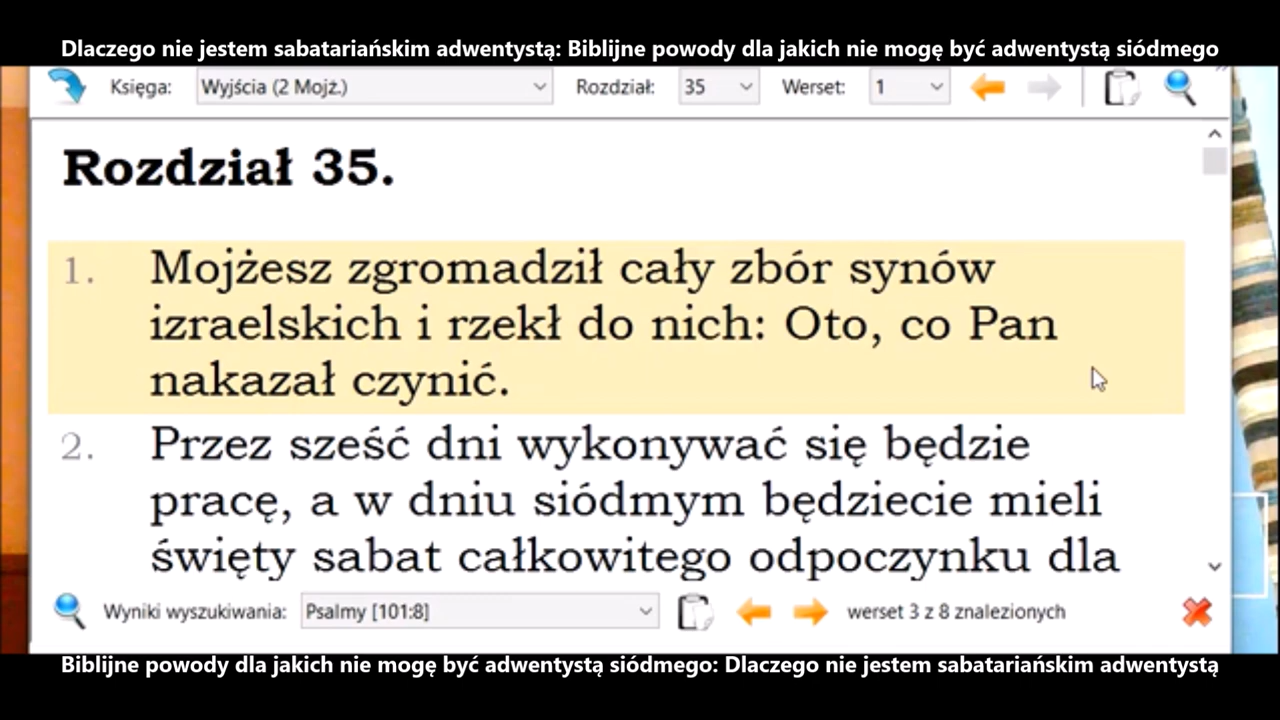 Dlaczego nie jestem sabatariańskim adwentystą: Biblijne powody dla jakich nie mogę być adwentystą siódmego
Księga: Wyjścia (2 Mojż.) Rozdział: 35 Werset: 1
Rozdział 35.
1. Mojżesz zgromadził cały zbór synów
izraelskich i rzekł do nich: Oto, co Pan
nakazał czynić.
2. Przez sześć dni wykonywać się będzie
pracę, a w dniu siódmym będziecie mieli
święty sabat całkowitego odpoczynku dla
Wyniki wyszukiwania: Psalmy [101:8] werset 3 z 8 znalezionych
Biblijne powody dla jakich nie mogę być adwentystą siódmego: Dlaczego nie jestem sabatariańskim adwentystą